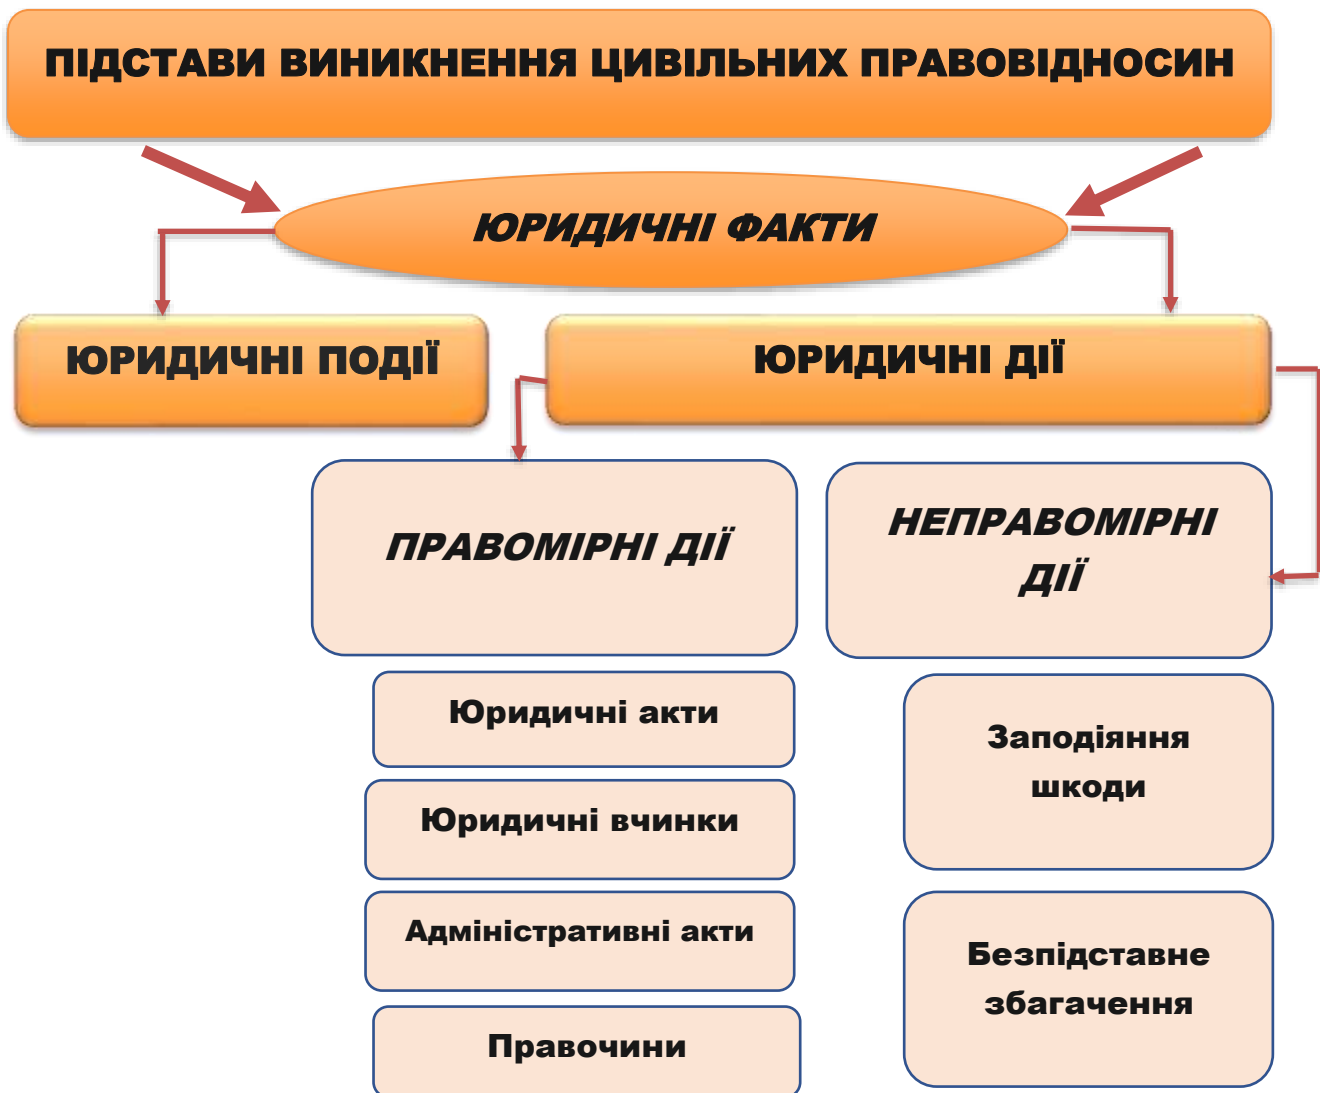 ПІДСТАВИ ВИНИКНЕННЯ ЦИВІЛЬНИХ ПРАВОВІДНОСИН
ЮРИДИЧНІ ФАКТИ
ЮРИДИЧНІ ПОДІЇ
ЮРИДИЧНІ ДІЇ
ПРАВОМІРНІ ДІЇ
НЕПРАВОМІРНІ
ДІЇ
Юридичні акти
Юридичні вчинки
Адміністративні акти
Правочини
Заподіяння
шкоди
Безпідставне
збагачення